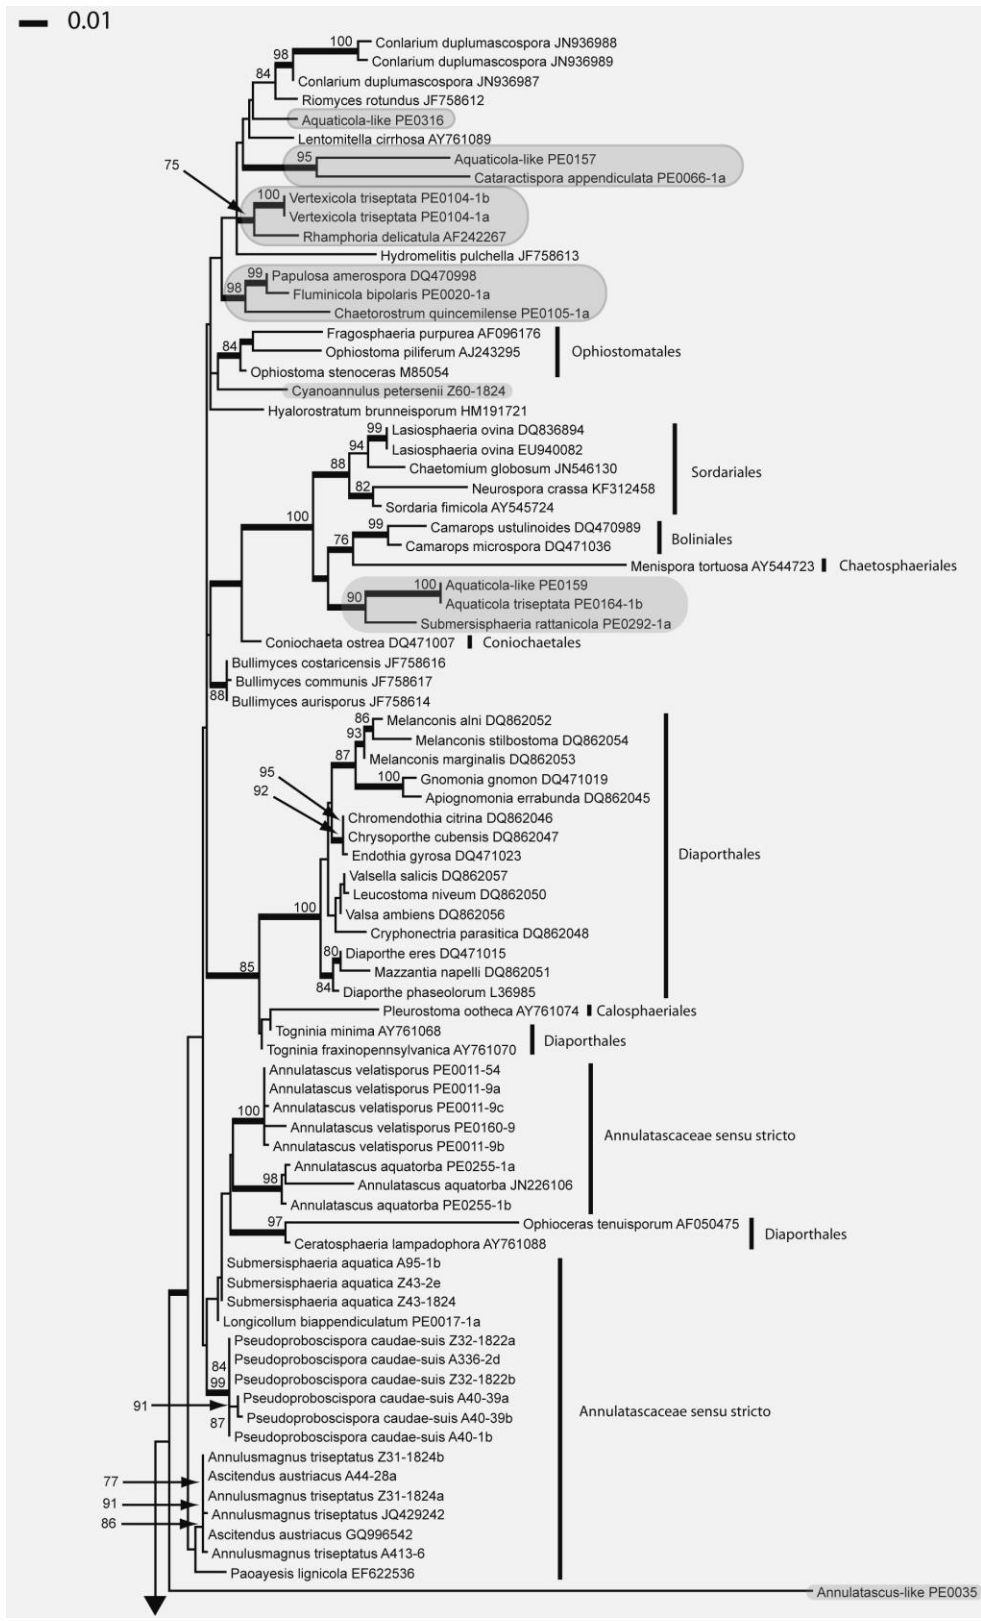 0.01
100
Conlarium duplumascospora JN936988
98
Conlarium duplumascospora JN936989
84
Conlarium duplumascospora JN936987
Riomyces rotundus JF758612
Aquaticola-like PE0316
Lentomitella cirrhosa AY761089
95
Aquaticola-like PE0157
75
Cataractispora appendiculata PE0066-1a
100
Vertexicola triseptata PE0104-1b
Vertexicola triseptata PE0104-1a
Rhamphoria delicatula AF242267
Hydromelitis pulchella JF758613
99
Papulosa amerospora DQ470998
98
Fluminicola bipolaris PE0020-1a
Chaetorostrum quincemilense PE0105-1a
Fragosphaeria purpurea AF096176
84
Ophiostoma piliferum AJ243295
Ophiostomatales
Ophiostoma stenoceras M85054
Cyanoannulus petersenii Z60-1824
Hyalorostratum brunneisporum HM191721
99
Lasiosphaeria ovina DQ836894
94
Lasiosphaeria ovina EU940082
88
Chaetomium globosum JN546130
Sordariales
82
Neurospora crassa KF312458
Sordaria fimicola AY545724
100
99
Camarops ustulinoides DQ470989
76
Camarops microspora DQ471036
Boliniales
Menispora tortuosa AY544723
Chaetosphaeriales
100
Aquaticola-like PE0159
90
Aquaticola triseptata PE0164-1b
Submersisphaeria rattanicola PE0292-1a
Coniochaeta ostrea DQ471007
Coniochaetales
Bullimyces costaricensis JF758616
Bullimyces communis JF758617
88
Bullimyces aurisporus JF758614
86
Melanconis alni DQ862052
93
Melanconis stilbostoma DQ862054
87
Melanconis marginalis DQ862053
100
Gnomonia gnomon DQ471019
95
Apiognomonia errabunda DQ862045
92
Chromendothia citrina DQ862046
Chrysoporthe cubensis DQ862047
Endothia gyrosa DQ471023
Diaporthales
Valsella salicis DQ862057
Leucostoma niveum DQ862050
100
Valsa ambiens DQ862056
Cryphonectria parasitica DQ862048
80
Diaporthe eres DQ471015
85
Mazzantia napelli DQ862051
84
Diaporthe phaseolorum L36985
Pleurostoma ootheca AY761074
Calosphaeriales
Togninia minima AY761068
Diaporthales
Togninia fraxinopennsylvanica AY761070
Annulatascus velatisporus PE0011-54
Annulatascus velatisporus PE0011-9a
100
Annulatascus velatisporus PE0011-9c
Annulatascus velatisporus PE0160-9
Annulatascaceae sensu stricto
Annulatascus velatisporus PE0011-9b
Annulatascus aquatorba PE0255-1a
98
Annulatascus aquatorba JN226106
Annulatascus aquatorba PE0255-1b
97
Ophioceras tenuisporum AF050475
Diaporthales
Ceratosphaeria lampadophora AY761088
Submersisphaeria aquatica A95-1b
Submersisphaeria aquatica Z43-2e
Submersisphaeria aquatica Z43-1824
Longicollum biappendiculatum PE0017-1a
Pseudoproboscispora caudae-suis Z32-1822a
84
Pseudoproboscispora caudae-suis A336-2d
99
Pseudoproboscispora caudae-suis Z32-1822b
91
Pseudoproboscispora caudae-suis A40-39a
Annulatascaceae sensu stricto
87
Pseudoproboscispora caudae-suis A40-39b
Pseudoproboscispora caudae-suis A40-1b
Annulusmagnus triseptatus Z31-1824b
77
Ascitendus austriacus A44-28a
91
Annulusmagnus triseptatus Z31-1824a
86
Annulusmagnus triseptatus JQ429242
Ascitendus austriacus GQ996542
Annulusmagnus triseptatus A413-6
Paoayesis lignicola EF622536
Annulatascus-like PE0035